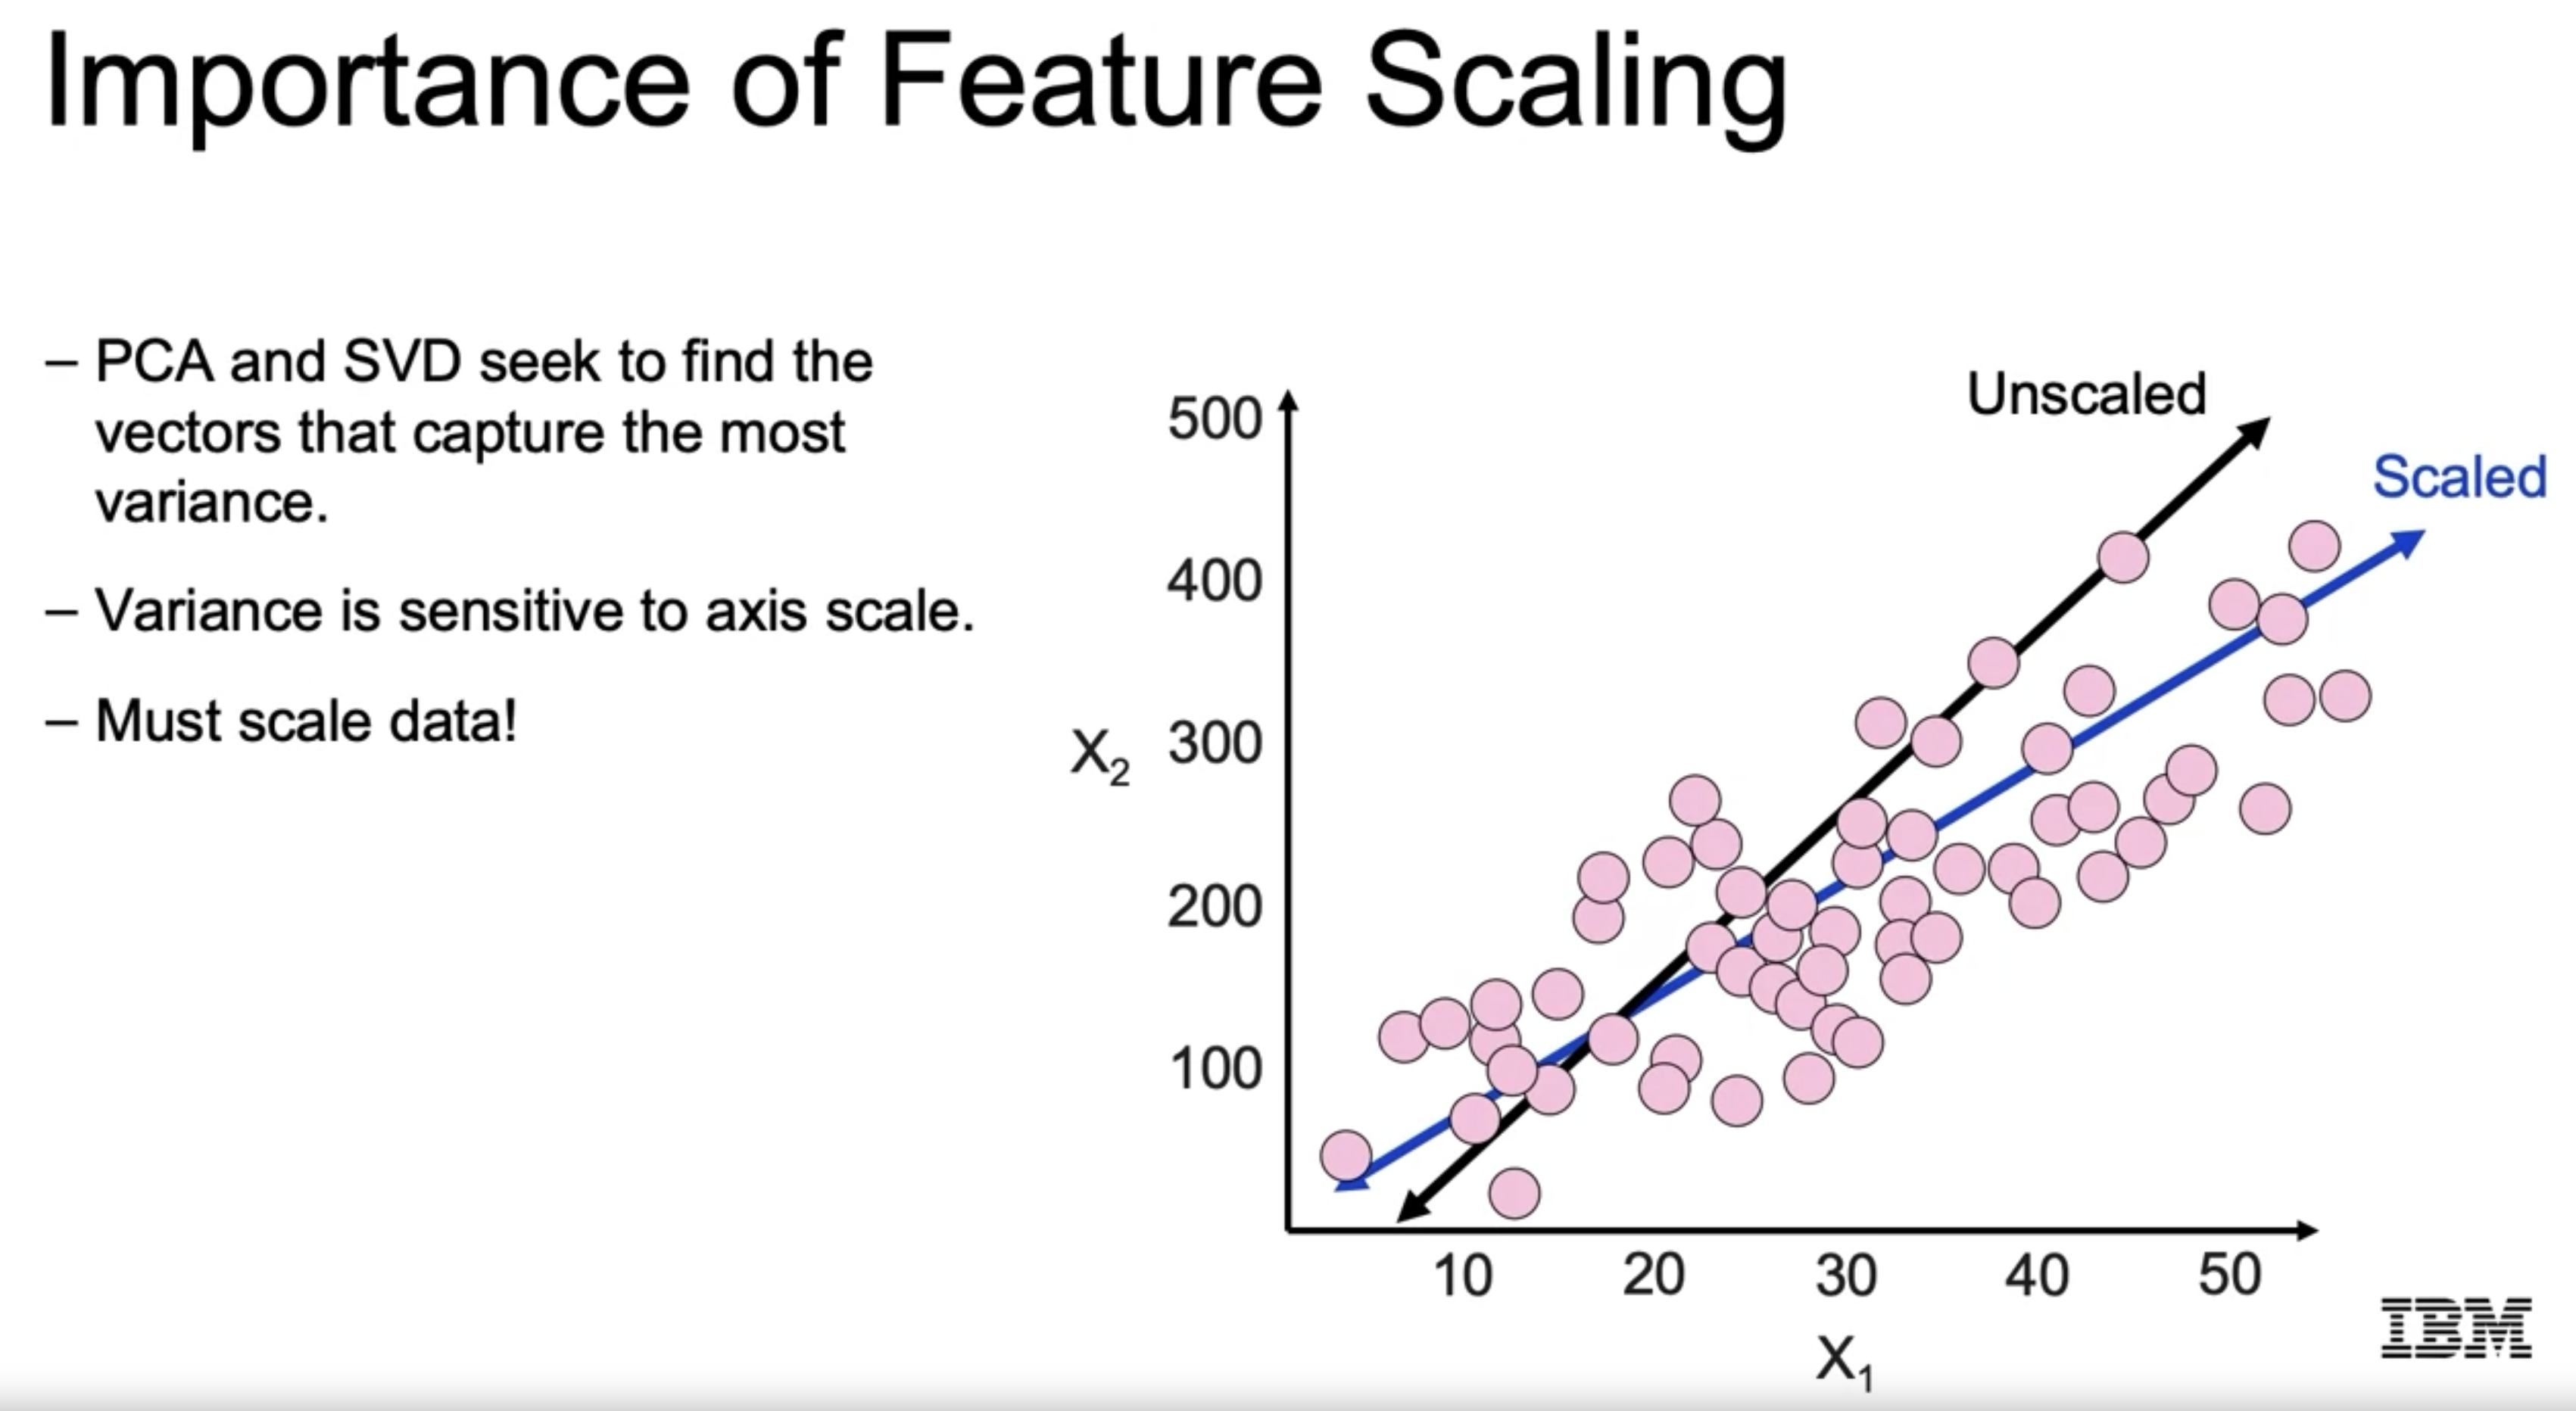 Importance of Feature Scaling
– PCA and SVD seek to find the
vectors that capture the most
variance.
– Variance is sensitive to axis scale.
– Must scale data!
Unscaled
Scaled
500
400
300
200
100
X₂
10 20 30 40 50
X₁
IBM